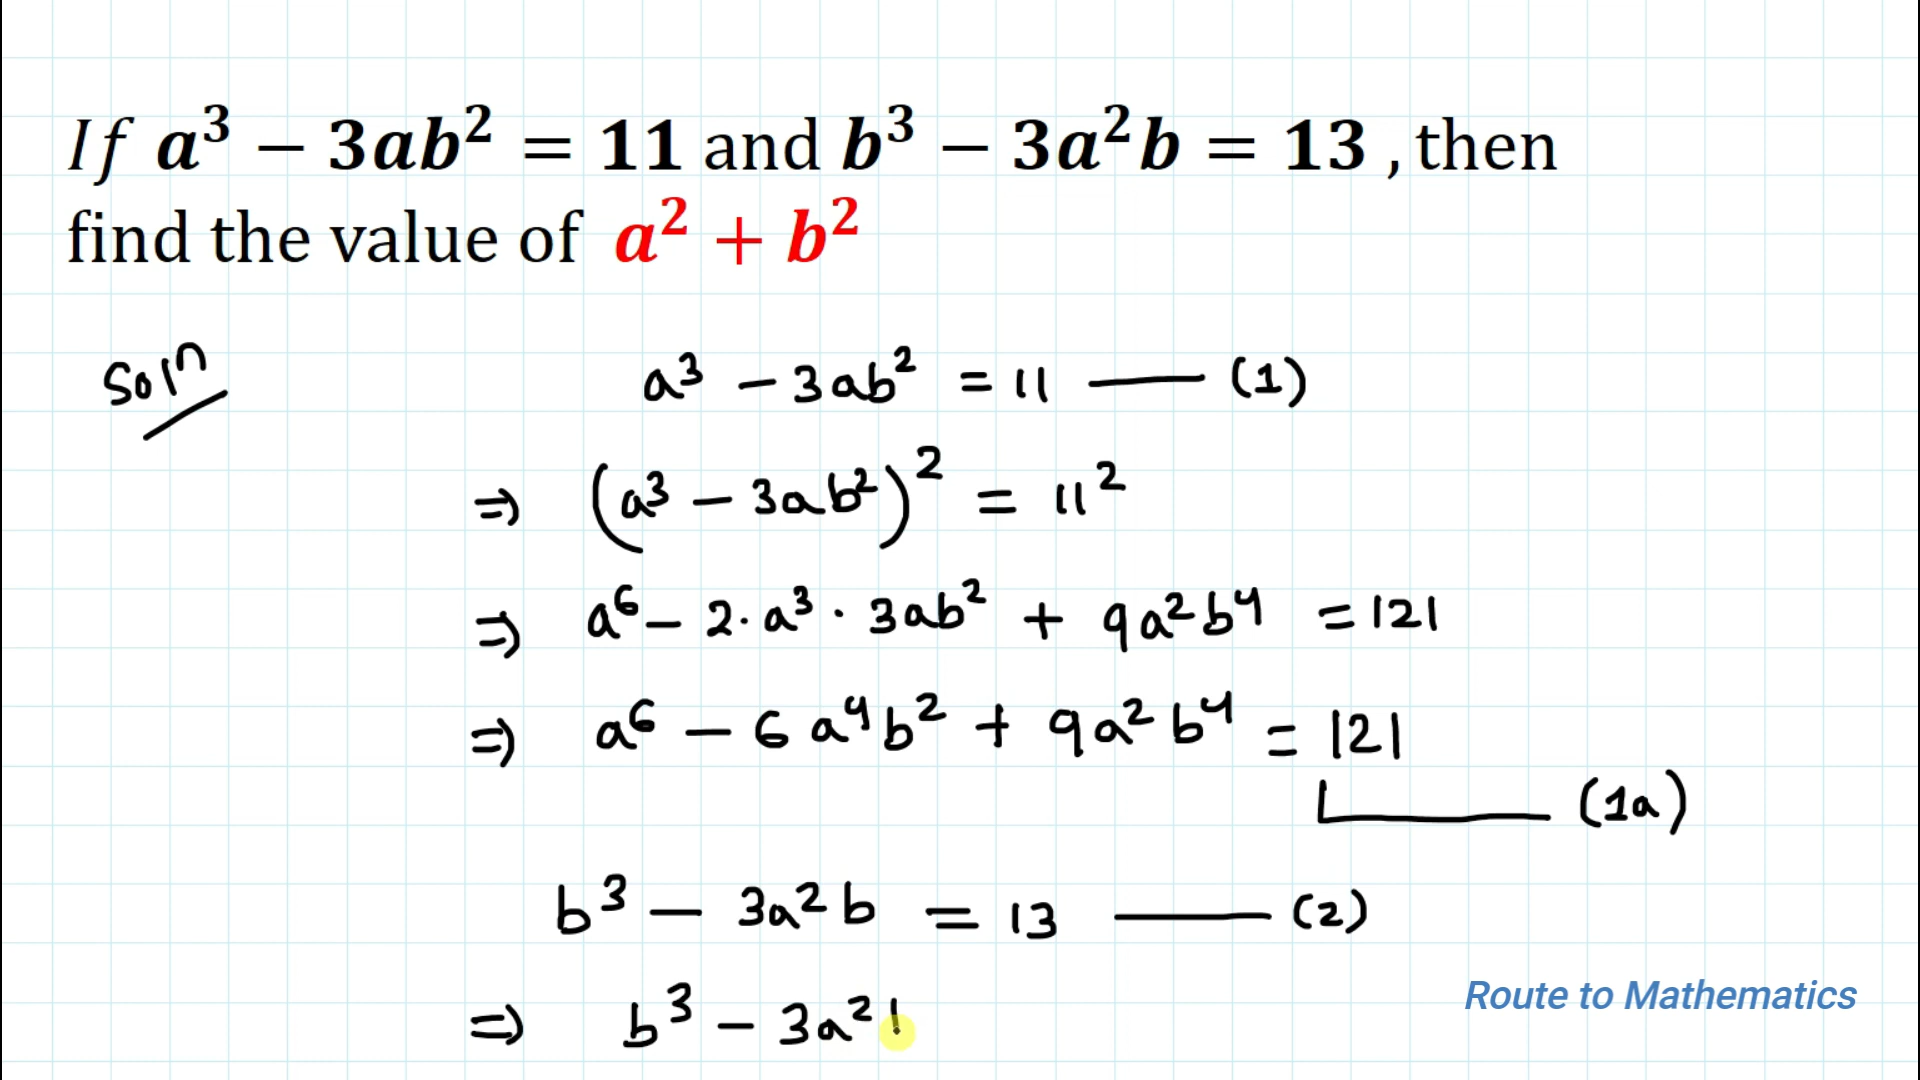 If a³ − 3ab² = 11 and b³ − 3a²b = 13 , then
find the value of a² + b²
Solⁿ
a³ − 3ab² = 11 —— (1)
⇒ (a³ − 3ab²)² = 11²
⇒ a⁶ − 2·a³·3ab² + 9a²b⁴ = 121
⇒ a⁶ − 6a⁴b² + 9a²b⁴ = 121
—— (1a)
b³ − 3a²b = 13 —— (2)
⇒ b³ − 3a²
Route to Mathematics